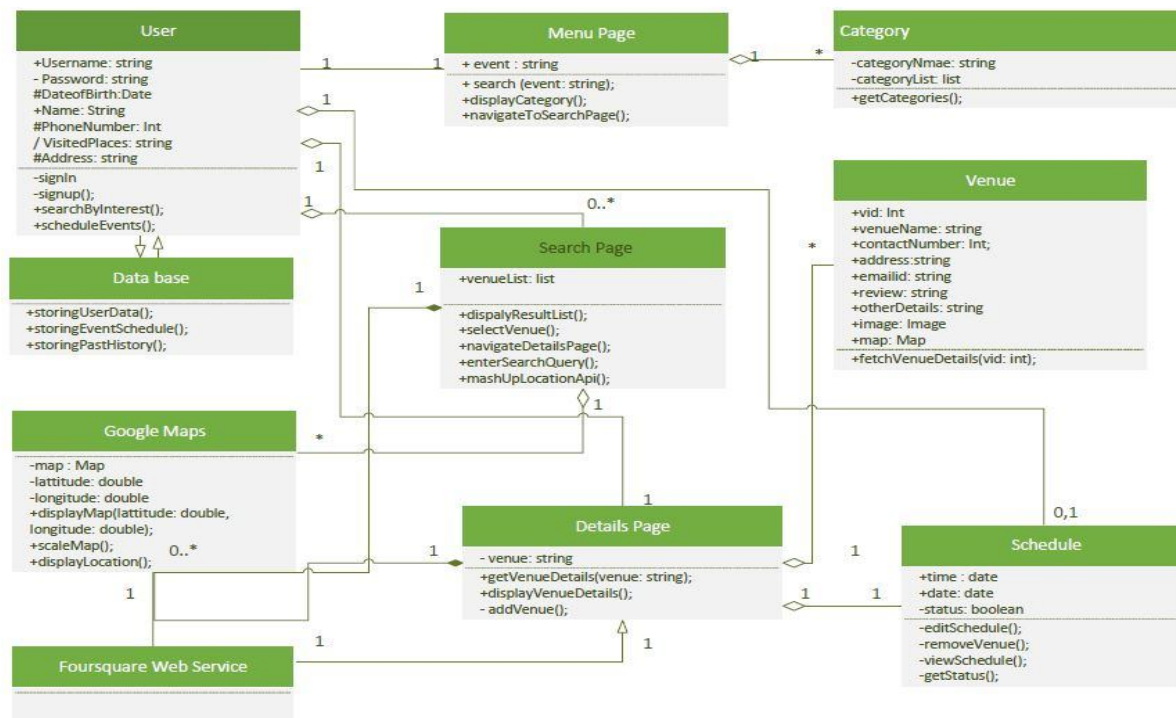 User
+Username: string
- Password: string
#DateofBirth:Date
+Name: String
#PhoneNumber: Int
/ VisitedPlaces: string
#Address: string
-signIn
-signup();
+searchByInterest();
+scheduleEvents();
1
1
1
1
1
Menu Page
+ event : string
+ search (event: string);
+displayCategory();
+navigateToSearchPage();
1
*
Category
-categoryNmae: string
-categoryList: list
+getCategories();
Data base
+storingUserData();
+storingEventSchedule();
+storingPastHistory();
0..*
Search Page
+venueList: list
+dispalyResultList();
+selectVenue();
+navigateDetailsPage();
+enterSearchQuery();
+mashUpLocationApi();
1
1
*
Venue
+vid: Int
+venueName: string
+contactNumber: Int;
+address:string
+emailid: string
+review: string
+otherDetails: string
+image: Image
+map: Map
+fetchVenueDetails(vid: int);
*
Google Maps
-map : Map
-lattitude: double
-longitude: double
+displayMap(lattitude: double,
longitude: double);
+scaleMap();
+displayLocation();
0..*
1
1
1
Details Page
- venue: string
+getVenueDetails(venue: string);
+displayVenueDetails();
- addVenue();
1
1
1
0,1
Schedule
+time : date
+date: date
-status: boolean
-editSchedule();
-removeVenue();
-viewSchedule();
-getStatus();
Foursquare Web Service
1
1